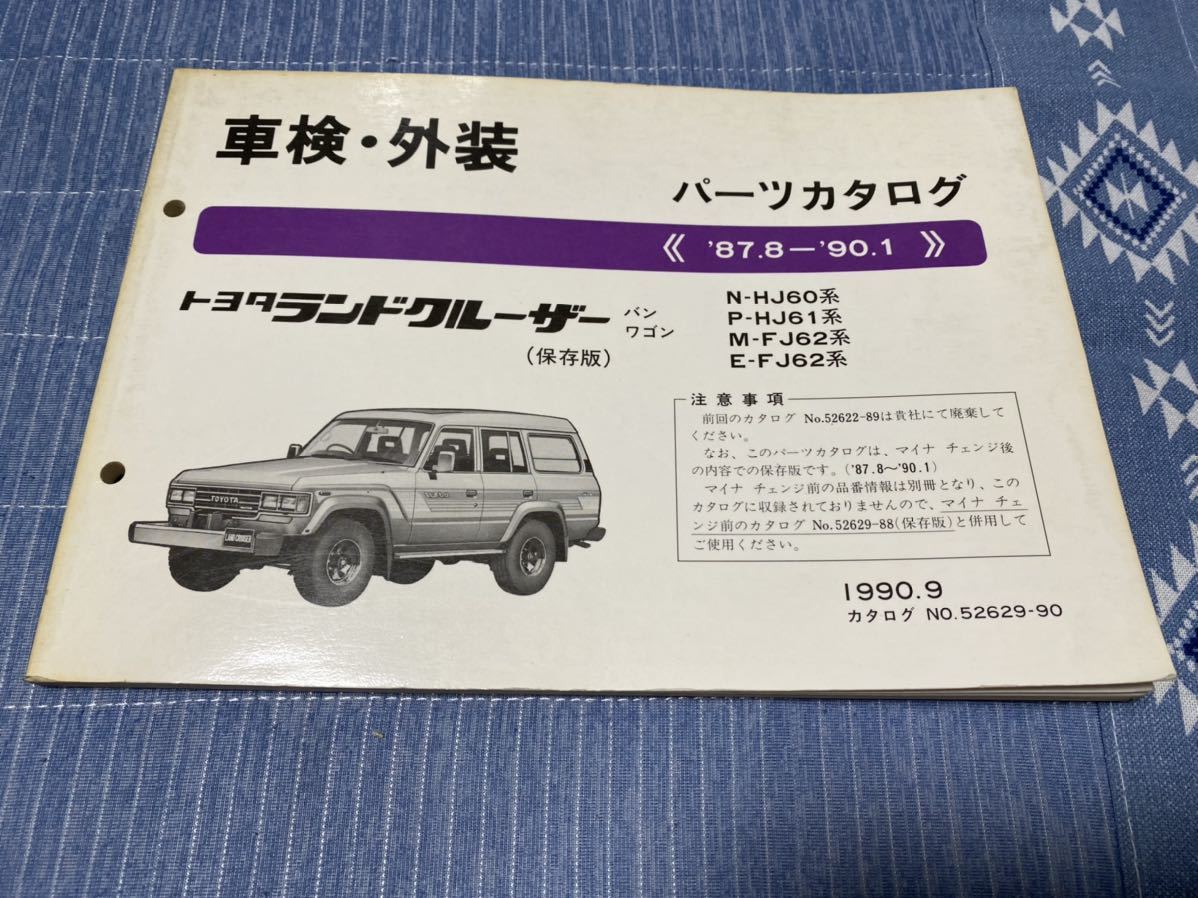 車検・外装
パーツカタログ
《 '87.8−'90.1 》
トヨタランドクルーザー
バン
ワゴン
(保存版)
N-HJ60系
P-HJ61系
M-FJ62系
E-FJ62系
注意事項
前回のカタログ No.52622-89は貴社にて廃棄して
ください。
なお、このパーツカタログは、マイナ チェンジ後
の内容での保存版です。('87.8〜'90.1)
マイナ チェンジ前の品番情報は別冊となり、この
カタログに収録されておりませんので、マイナ チェ
ンジ前のカタログ No.52629-88(保存版)と併用して
ご使用ください。
TOYOTA
LAND CRUISER
1990.9
カタログ NO.52629-90